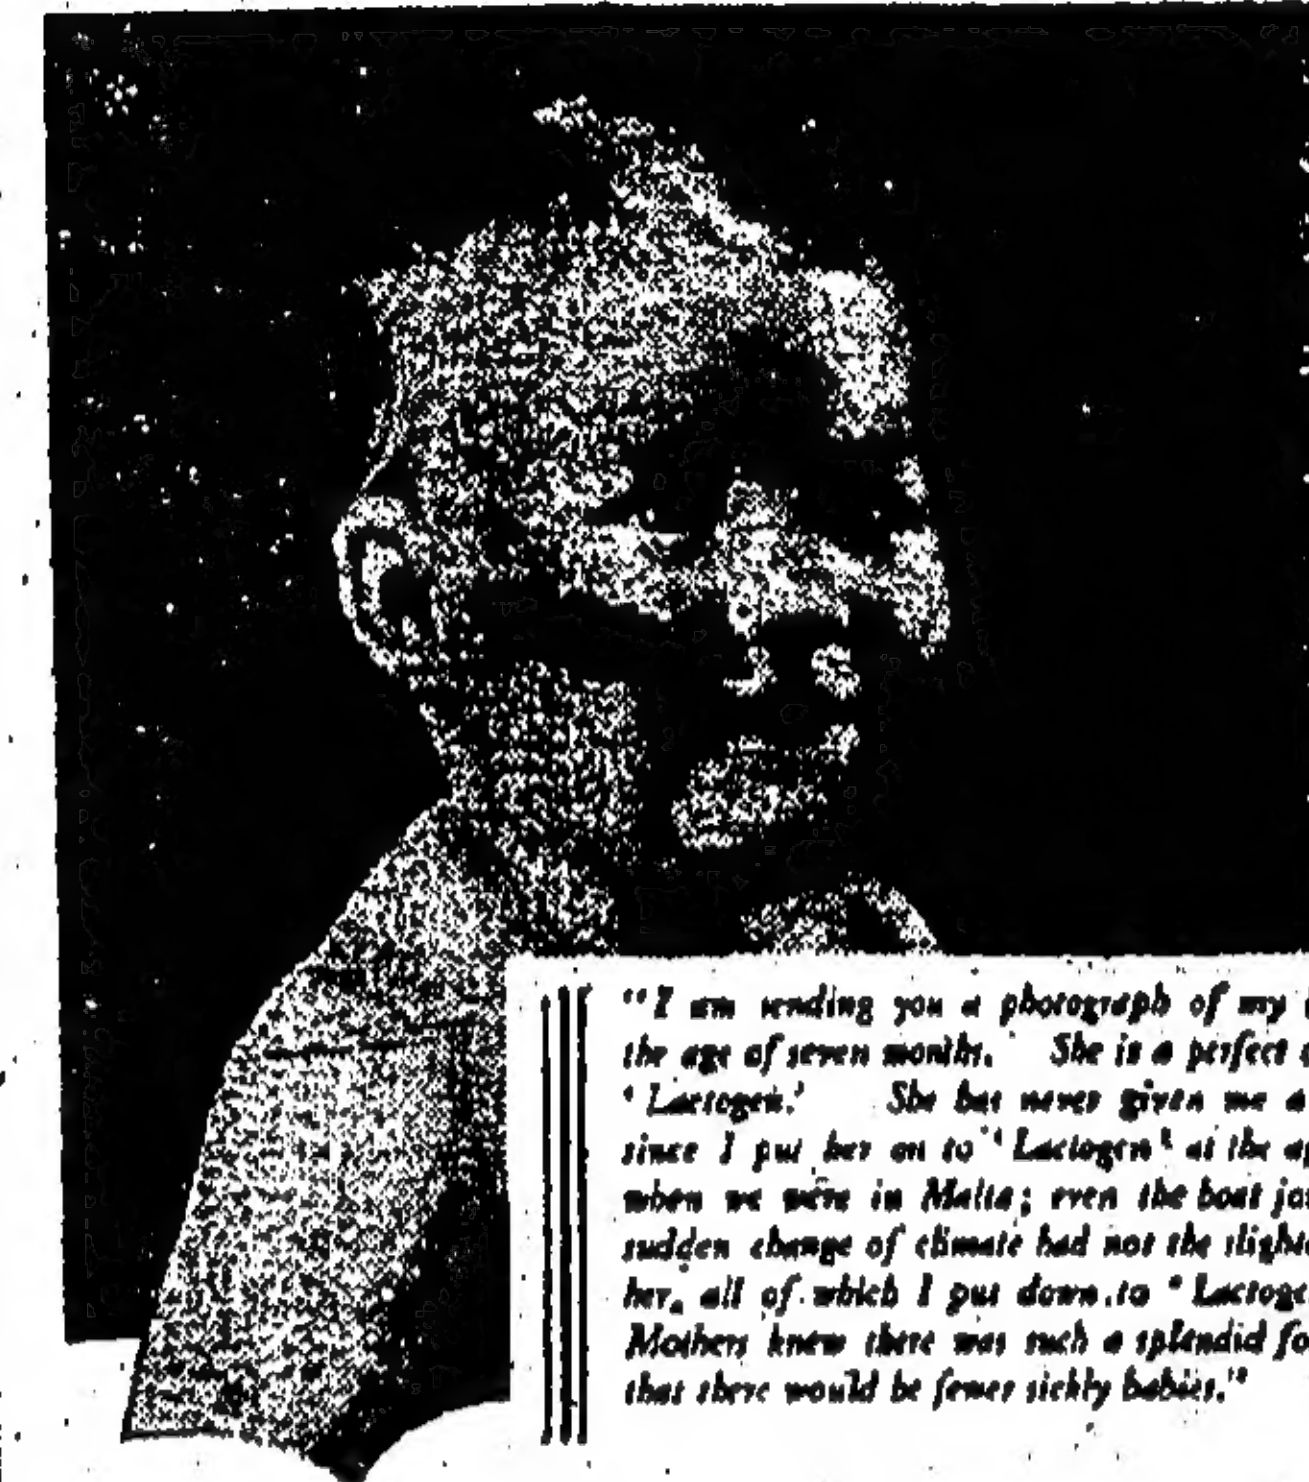 "I am sending you a photograph of my
the age of seven months. She is a perfect
'Lactogen.' She has never given me a
since I put her on to 'Lactogen' at the
when we were in Malta; even the boat
sudden change of climate had not the
her, all of which I put down to
Mothers knew there was such a splendid
that there would be fewer sickly babies."